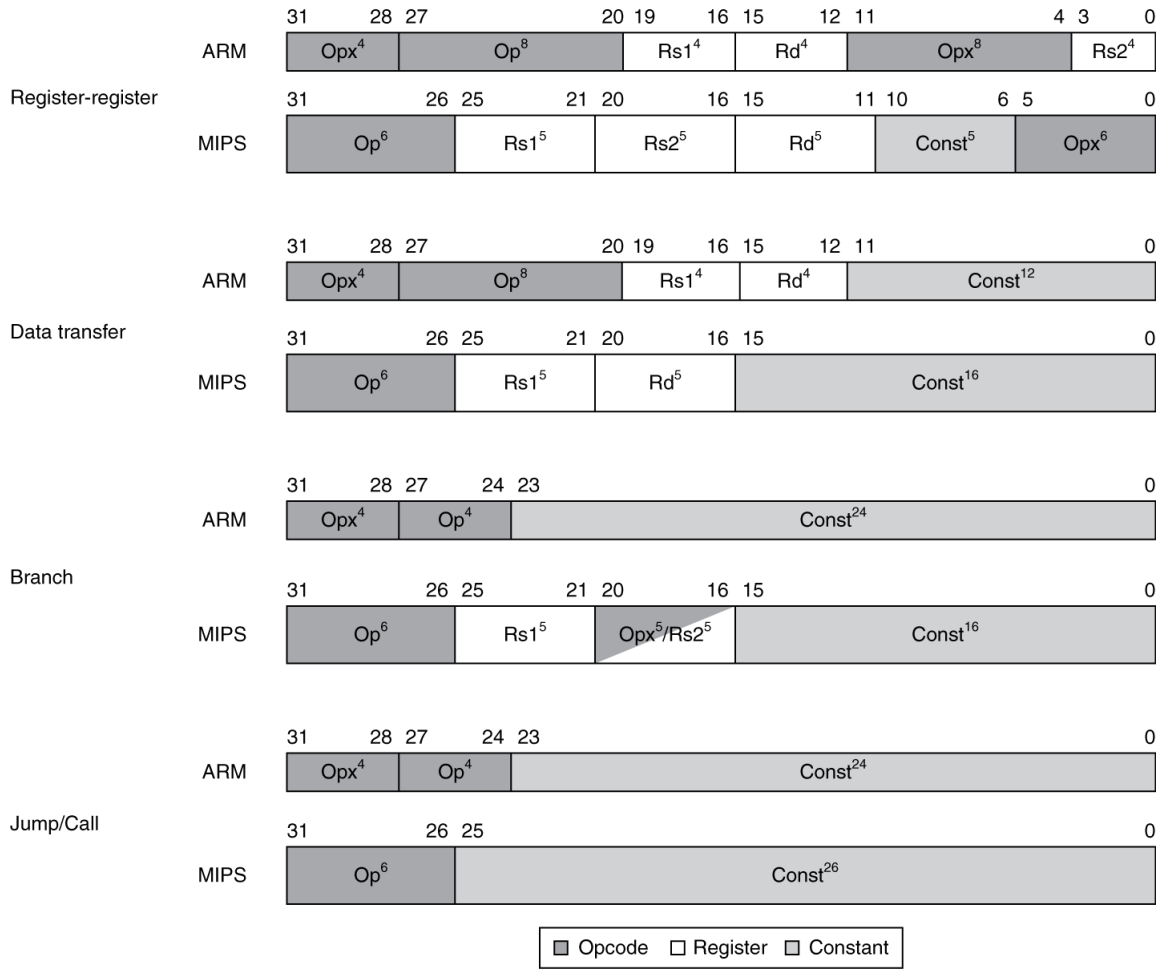 31 28 27 20 19 16 15 12 11 4 3 0
ARM Opx⁴ Op⁸ Rs1⁴ Rd⁴ Opx⁸ Rs2⁴
Register-register
31 26 25 21 20 16 15 11 10 6 5 0
MIPS Op⁶ Rs1⁵ Rs2⁵ Rd⁵ Const⁵ Opx⁶
31 28 27 20 19 16 15 12 11 0
ARM Opx⁴ Op⁸ Rs1⁴ Rd⁴ Const¹²
Data transfer
31 26 25 21 20 16 15 0
MIPS Op⁶ Rs1⁵ Rd⁵ Const¹⁶
31 28 27 24 23 0
ARM Opx⁴ Op⁴ Const²⁴
Branch
31 26 25 21 20 16 15 0
MIPS Op⁶ Rs1⁵ Opx⁵/Rs2⁵ Const¹⁶
31 28 27 24 23 0
ARM Opx⁴ Op⁴ Const²⁴
Jump/Call
31 26 25 0
MIPS Op⁶ Const²⁶
Opcode Register Constant